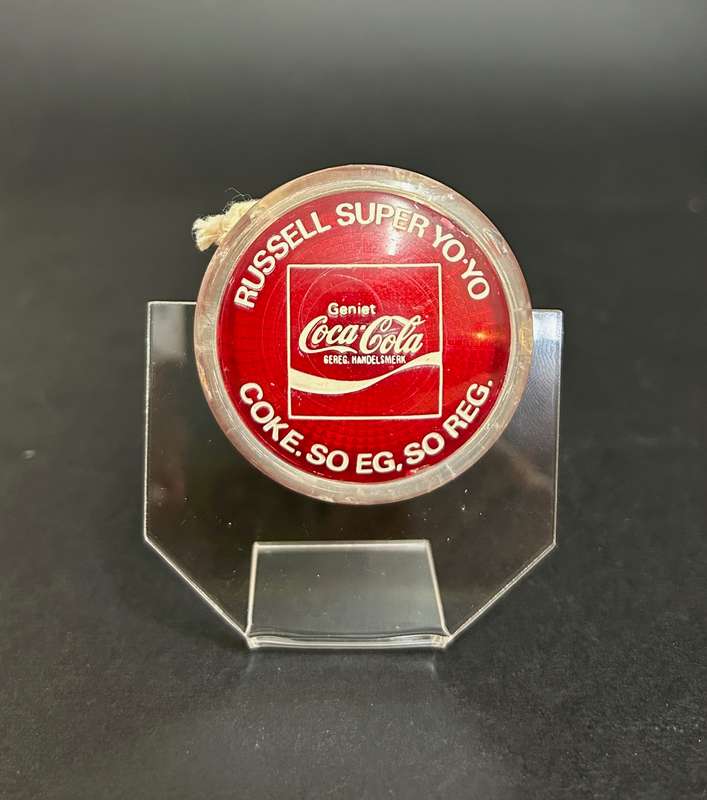 RUSSELL SUPER YO-YO
Geniet
Coca-Cola
GEREG. HANDELSMERK
COKE. SO EG, SO REG.